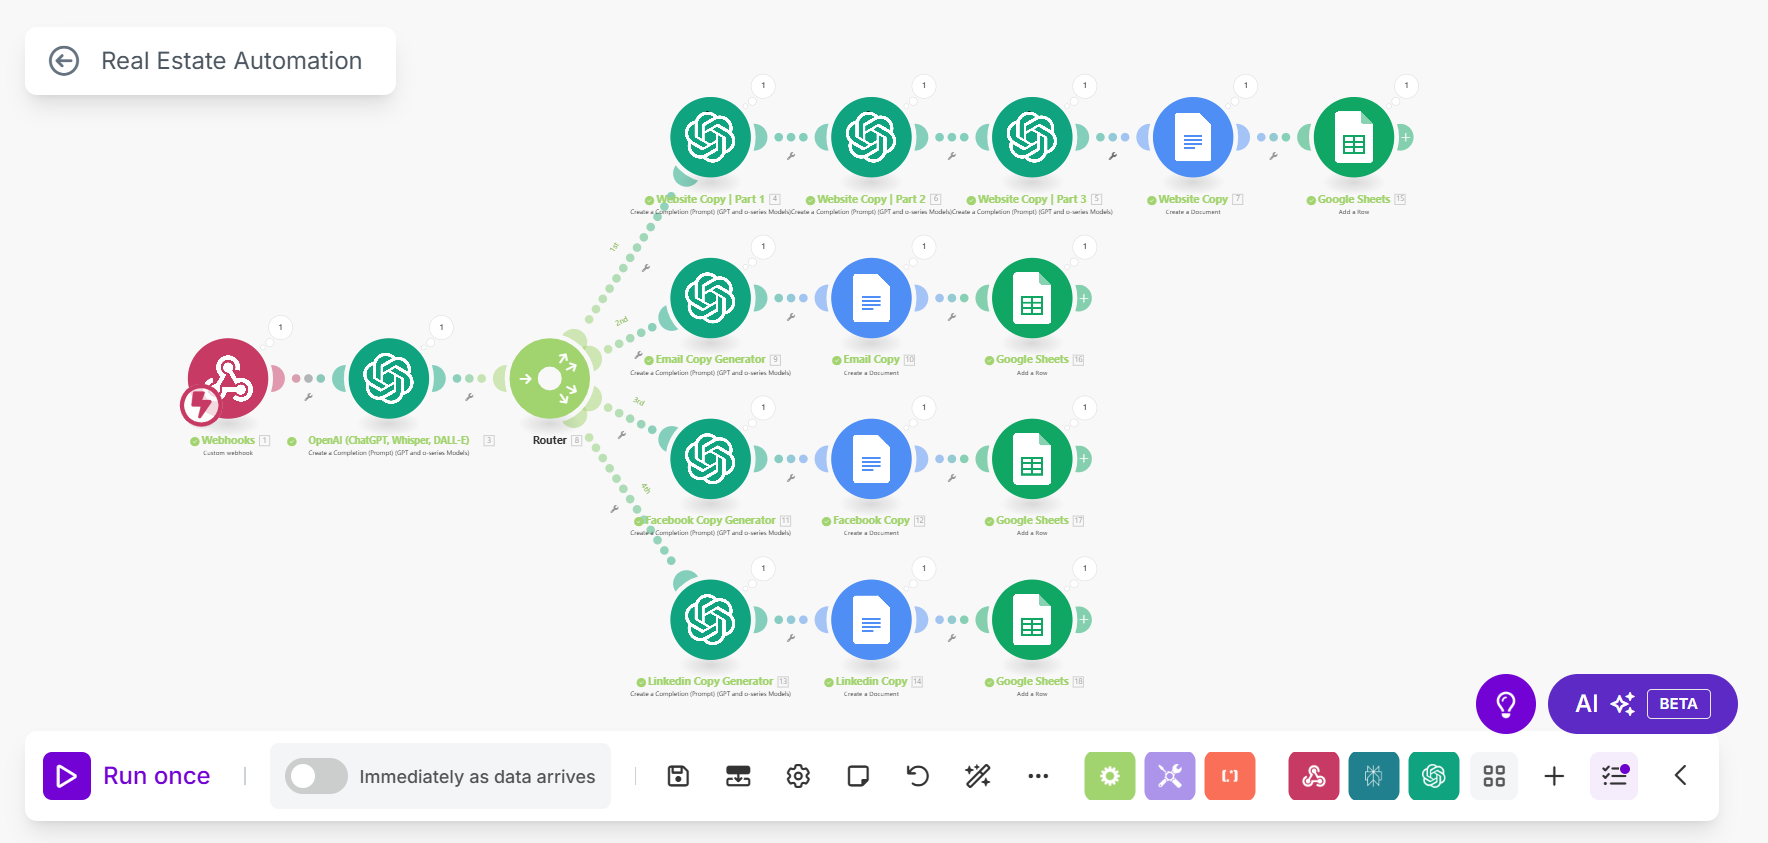 Real Estate Automation
1
1
1
1
1
Website Copy | Part 1 4
Create a Completion (Prompt) (GPT and o-series Models)
Website Copy | Part 2 6
Create a Completion (Prompt) (GPT and o-series Models)
Website Copy | Part 3 5
Create a Completion (Prompt) (GPT and o-series Models)
Website Copy 7
Create a Document
Google Sheets 15
Add a Row
1st
1
1
1
2nd
Email Copy Generator 9
Create a Completion (Prompt) (GPT and o-series Models)
Email Copy 10
Create a Document
Google Sheets 16
Add a Row
1
1
Webhooks 1
Custom webhook
OpenAI (ChatGPT, Whisper, DALL-E) 3
Create a Completion (Prompt) (GPT and o-series Models)
Router 8
3rd
1
1
1
Facebook Copy Generator 11
Create a Completion (Prompt) (GPT and o-series Models)
Facebook Copy 12
Create a Document
Google Sheets 17
Add a Row
4th
1
1
1
Linkedin Copy Generator 13
Create a Completion (Prompt) (GPT and o-series Models)
Linkedin Copy 14
Create a Document
Google Sheets 18
Add a Row
AI BETA
Run once
Immediately as data arrives